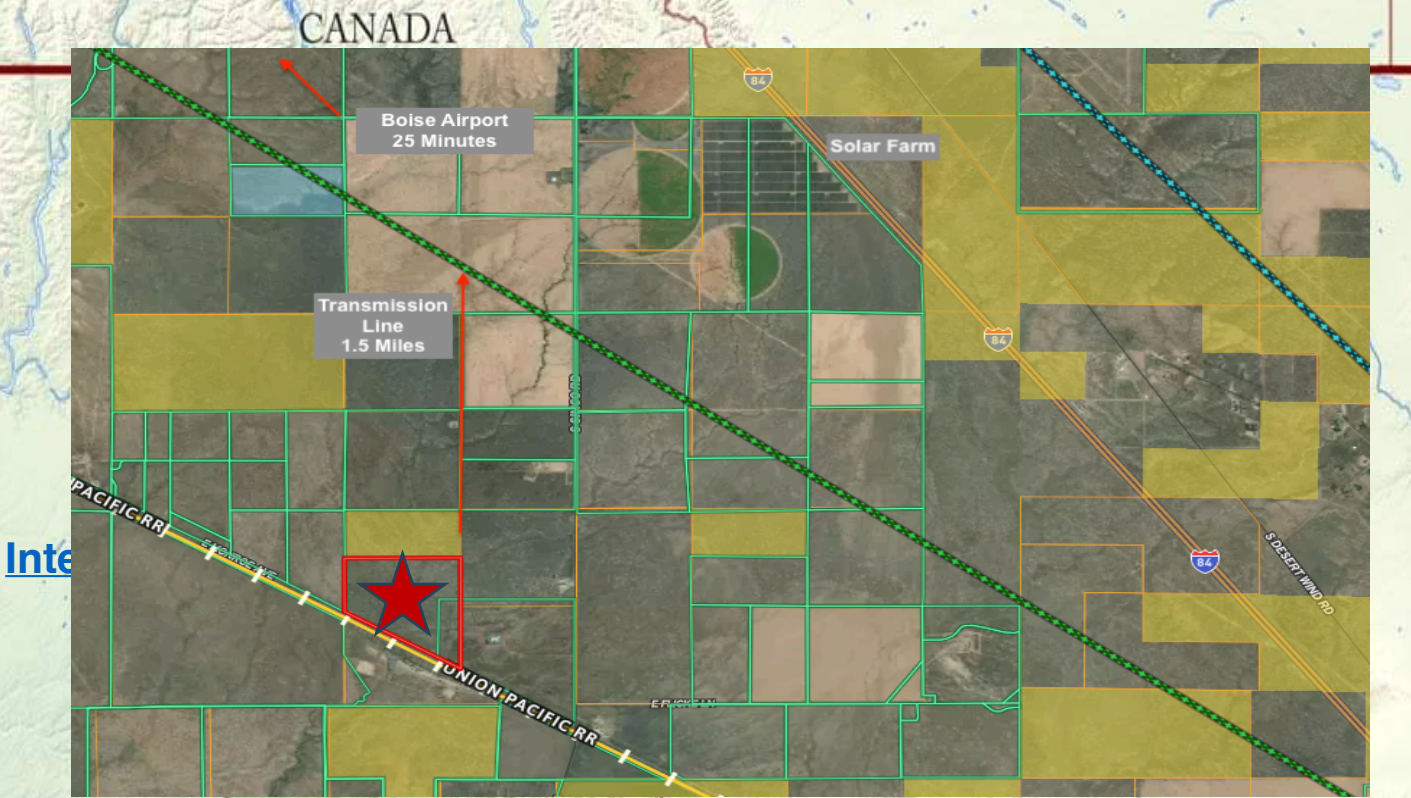 CANADA
84
Boise Airport
25 Minutes
Solar Farm
Transmission
Line
1.5 Miles
84
PACIFIC RR
Inte
84
S DESERT WIND RD
UNION PACIFIC RR